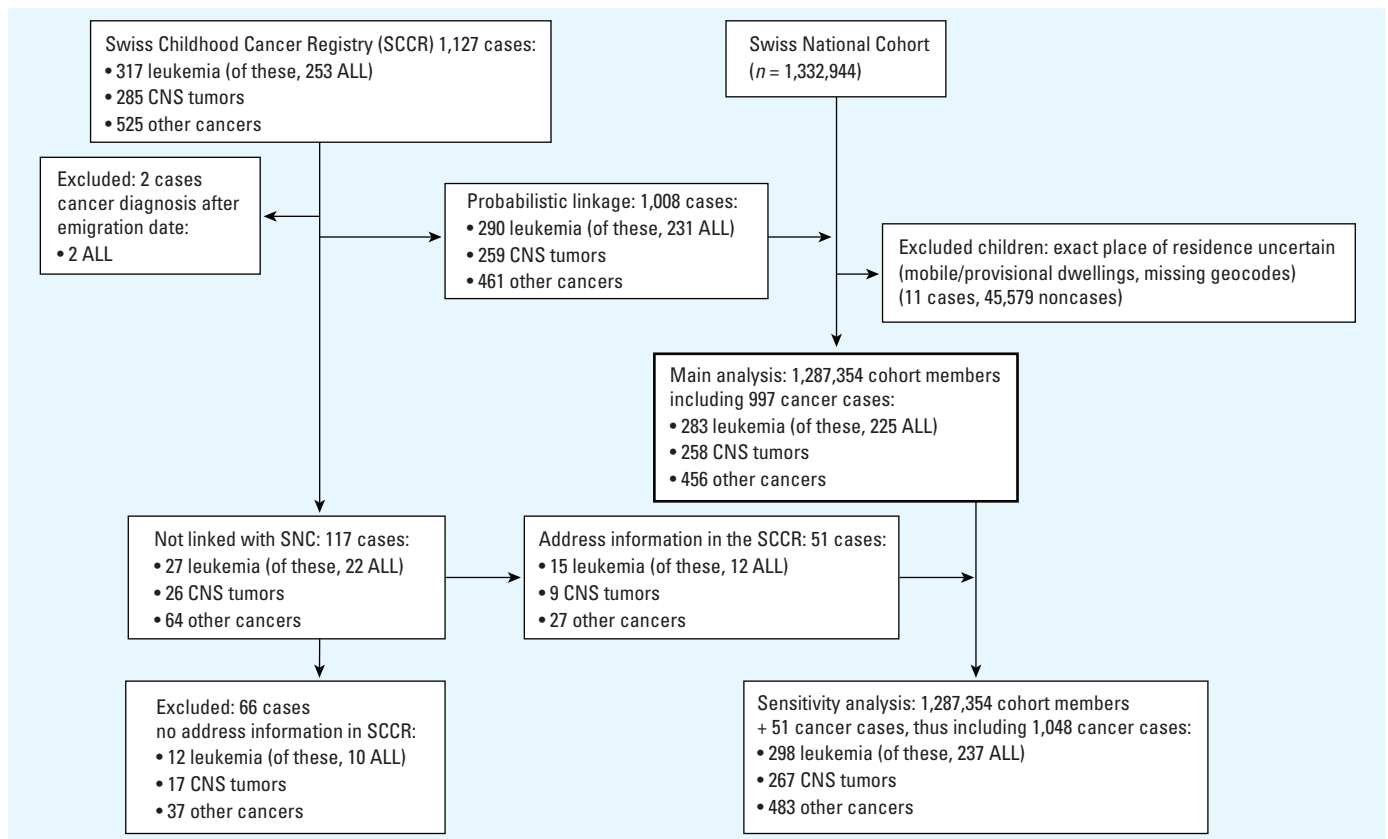 Swiss Childhood Cancer Registry (SCCR) 1,127 cases:
• 317 leukemia (of these, 253 ALL)
• 285 CNS tumors
• 525 other cancers
Swiss National Cohort
(n = 1,332,944)
Excluded: 2 cases
cancer diagnosis after
emigration date:
• 2 ALL
Probabilistic linkage: 1,008 cases:
• 290 leukemia (of these, 231 ALL)
• 259 CNS tumors
• 461 other cancers
Excluded children: exact place of residence uncertain
(mobile/provisional dwellings, missing geocodes)
(11 cases, 45,579 noncases)
Main analysis: 1,287,354 cohort members
including 997 cancer cases:
• 283 leukemia (of these, 225 ALL)
• 258 CNS tumors
• 456 other cancers
Not linked with SNC: 117 cases:
• 27 leukemia (of these, 22 ALL)
• 26 CNS tumors
• 64 other cancers
Address information in the SCCR: 51 cases:
• 15 leukemia (of these, 12 ALL)
• 9 CNS tumors
• 27 other cancers
Excluded: 66 cases
no address information in SCCR:
• 12 leukemia (of these, 10 ALL)
• 17 CNS tumors
• 37 other cancers
Sensitivity analysis: 1,287,354 cohort members
+ 51 cancer cases, thus including 1,048 cancer cases:
• 298 leukemia (of these, 237 ALL)
• 267 CNS tumors
• 483 other cancers